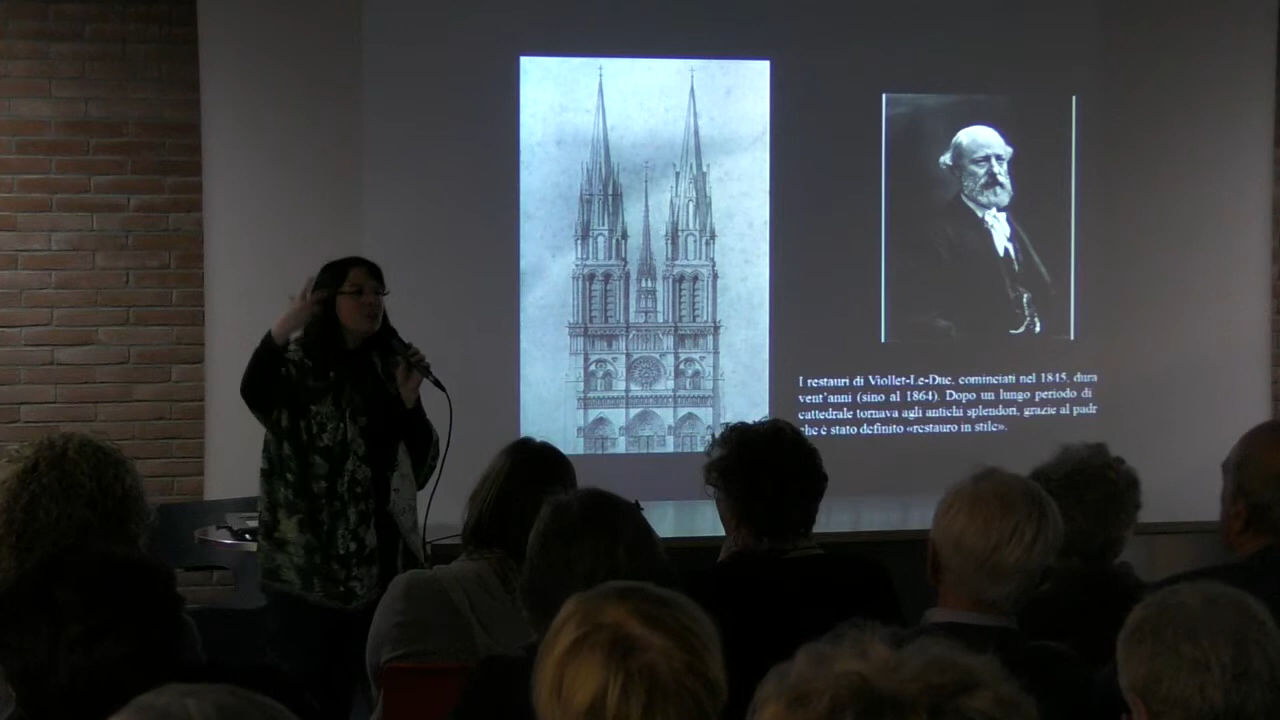 I restauri di Viollet-Le-Duc, cominciati nel 1845, dura
vent'anni (sino al 1864). Dopo un lungo periodo di
cattedrale tornava agli antichi splendori, grazie al padr
che è stato definito «restauro in stile».